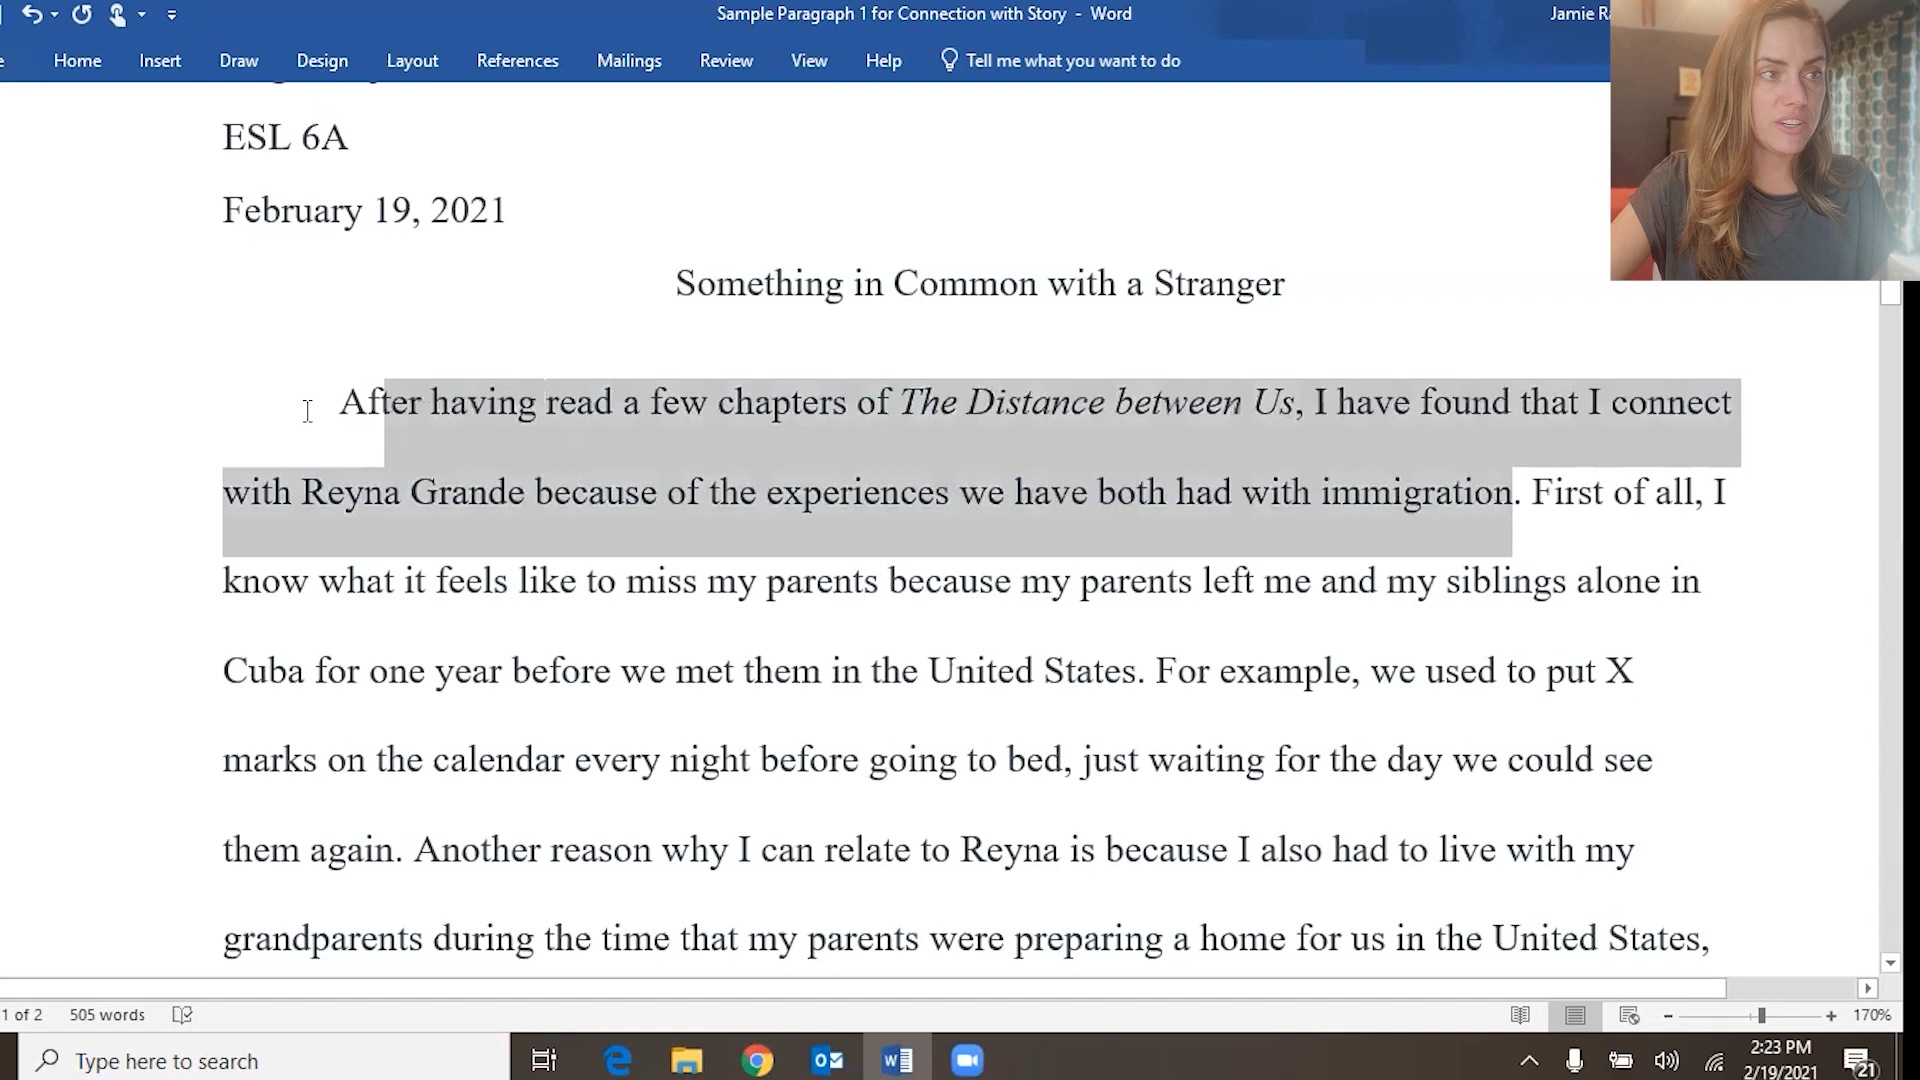 Sample Paragraph 1 for Connection with Story - Word
Jamie
Home Insert Draw Design Layout References Mailings Review View Help Tell me what you want to do
ESL 6A
February 19, 2021
Something in Common with a Stranger
After having read a few chapters of The Distance between Us, I have found that I connect
with Reyna Grande because of the experiences we have both had with immigration. First of all, I
know what it feels like to miss my parents because my parents left me and my siblings alone in
Cuba for one year before we met them in the United States. For example, we used to put X
marks on the calendar every night before going to bed, just waiting for the day we could see
them again. Another reason why I can relate to Reyna is because I also had to live with my
grandparents during the time that my parents were preparing a home for us in the United States,
1 of 2 505 words 170%
Type here to search
2:23 PM
2/19/2021
21